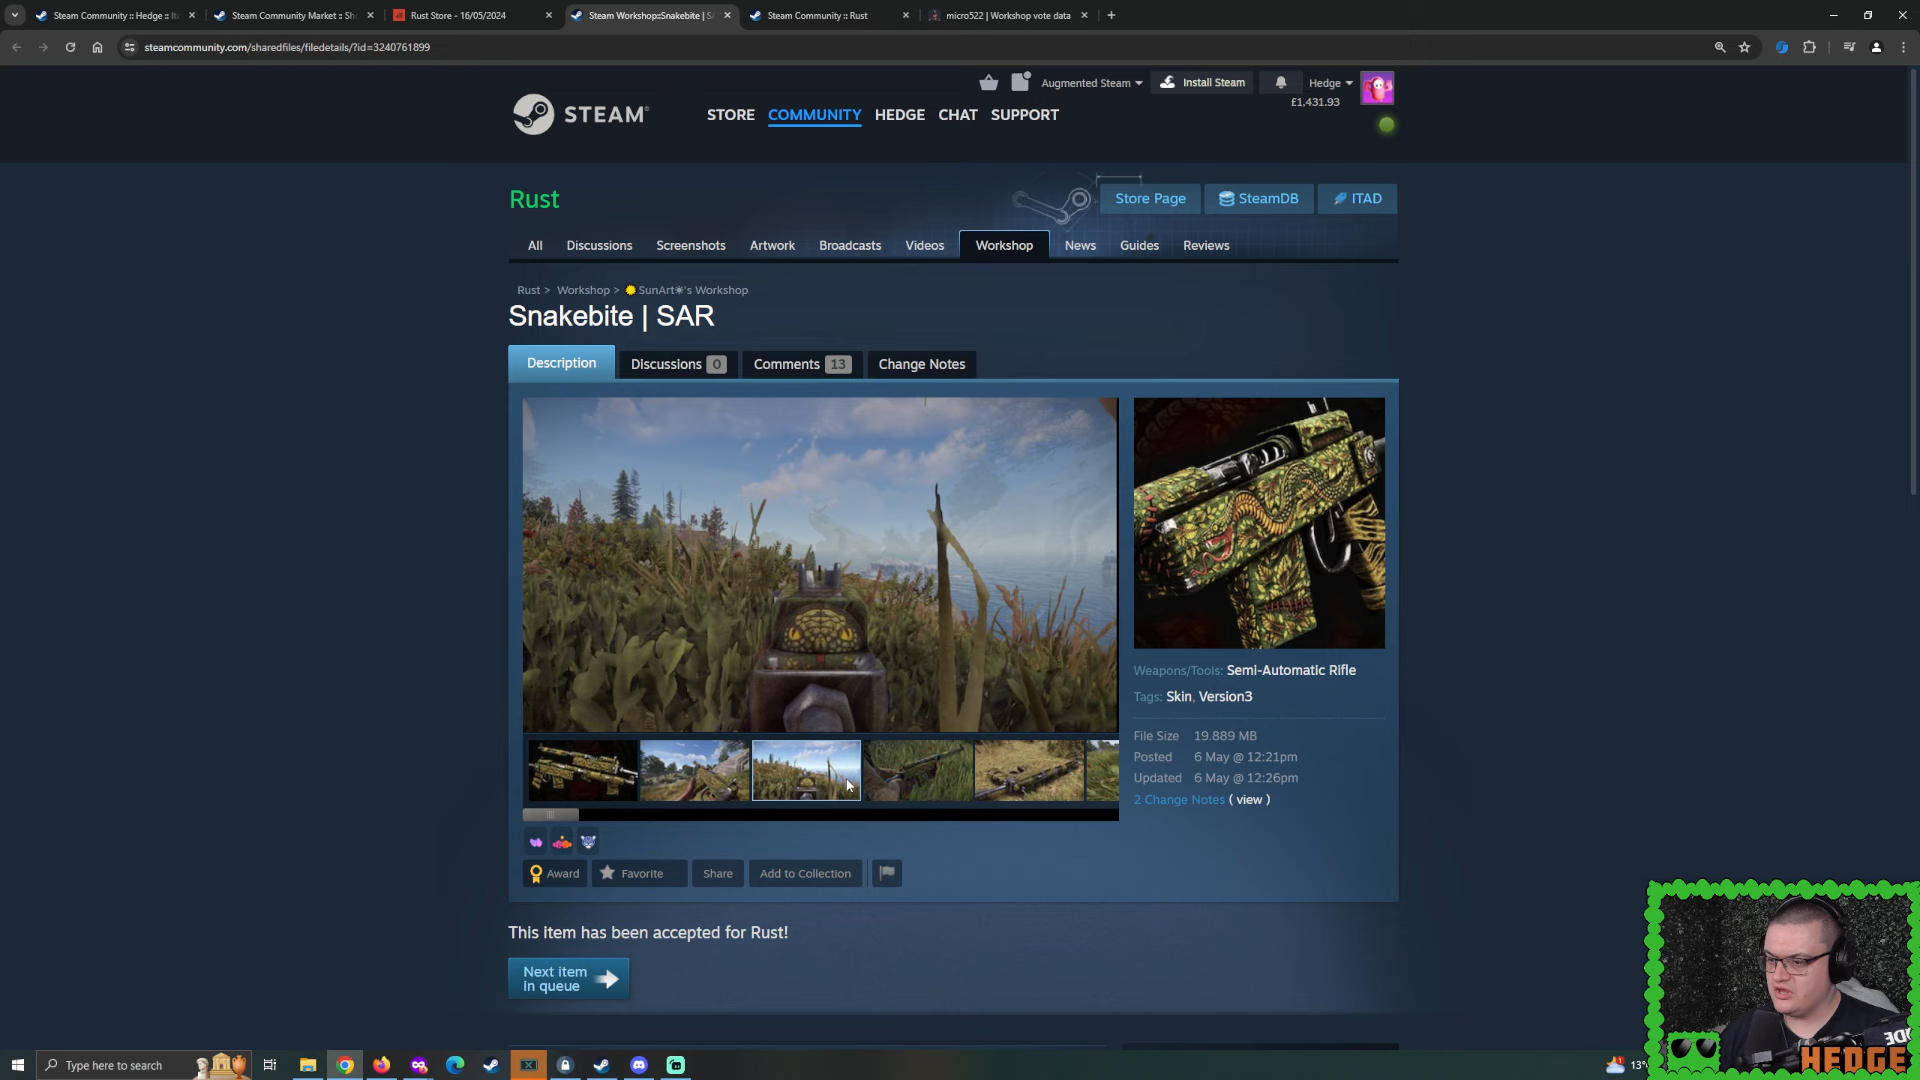 Steam Community :: Hedge :: It
Steam Community Market :: Sho
Rust Store - 16/05/2024
Steam Workshop::Snakebite | SA
Steam Community :: Rust
micro522 | Workshop vote data
steamcommunity.com/sharedfiles/filedetails/?id=3240761899
Augmented Steam
Install Steam
Hedge
£1,431.93
STEAM
STORE COMMUNITY HEDGE CHAT SUPPORT
Rust
Store Page
SteamDB
ITAD
All Discussions Screenshots Artwork Broadcasts Videos Workshop News Guides Reviews
Rust > Workshop > SunArt☀'s Workshop
Snakebite | SAR
Description
Discussions 0
Comments 13
Change Notes
Weapons/Tools: Semi-Automatic Rifle
Tags: Skin, Version3
File Size 19.889 MB
Posted 6 May @ 12:21pm
Updated 6 May @ 12:26pm
2 Change Notes ( view )
Award
Favorite
Share
Add to Collection
This item has been accepted for Rust!
Next item
in queue
Type here to search
13°
HEDGE